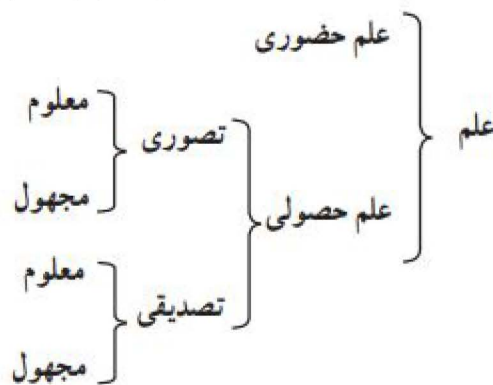 علم
علم حضوری
علم حصولی
تصوری
معلوم
مجهول
تصدیقی
معلوم
مجهول